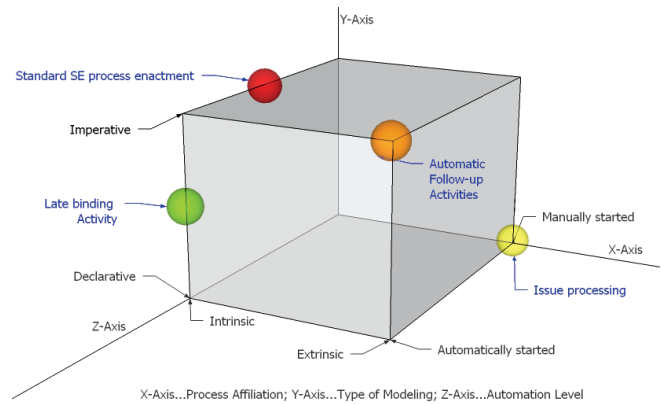 Y-Axis
Standard SE process enactment
Imperative
Automatic
Follow-up
Activities
Late binding
Activity
Manually started
X-Axis
Declarative
Issue processing
Z-Axis
Intrinsic
Extrinsic
Automatically started
X-Axis...Process Affiliation; Y-Axis...Type of Modeling; Z-Axis...Automation Level